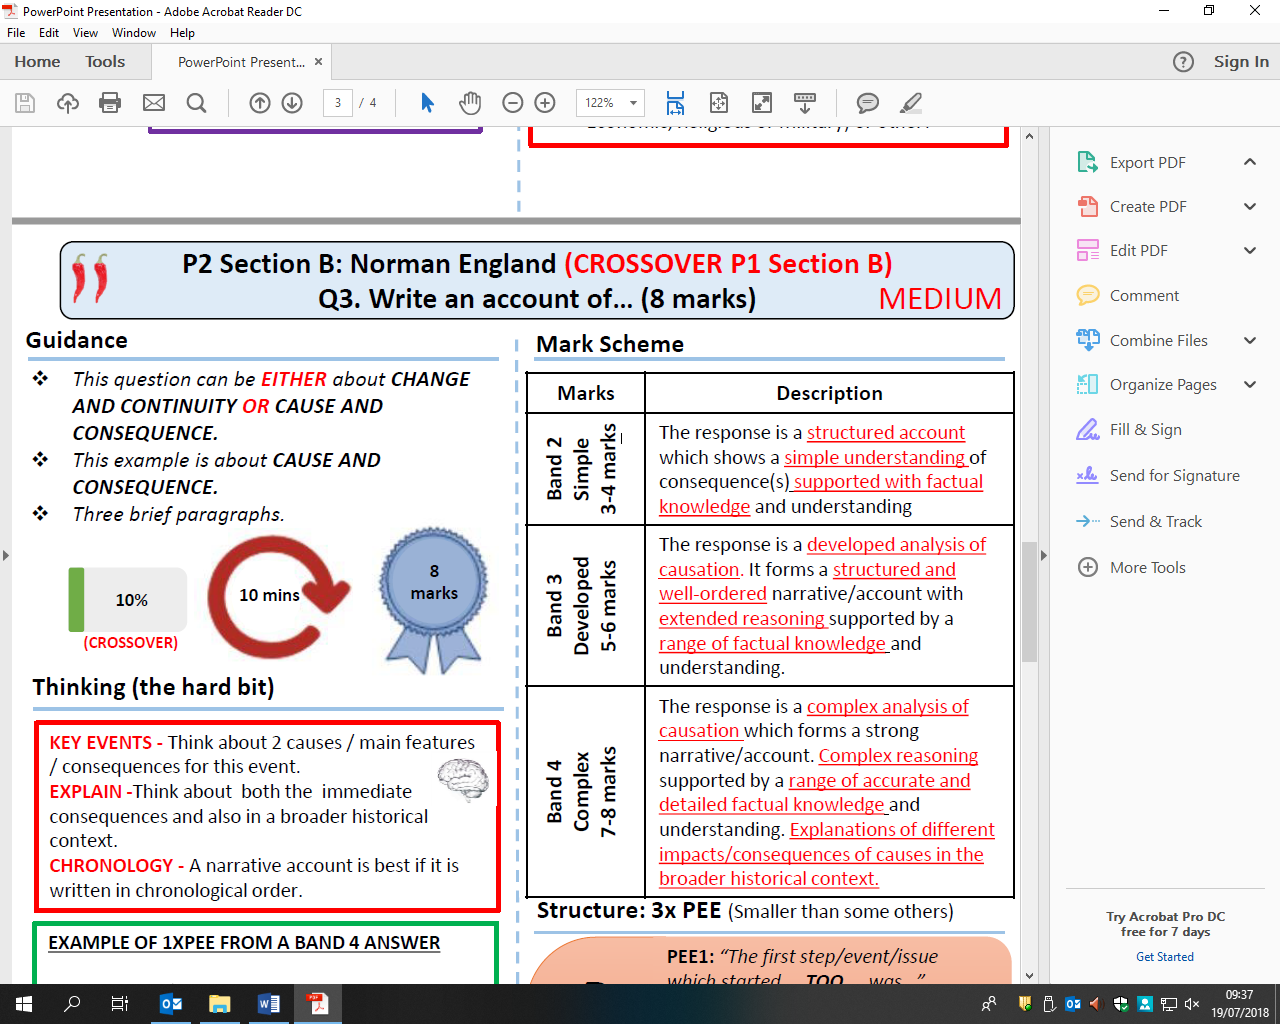 PowerPoint Presentation - Adobe Acrobat Reader DC
File Edit View Window Help
Home Tools PowerPoint Present... × Sign In
3 / 4 122%
P2 Section B: Norman England (CROSSOVER P1 Section B)
Q3. Write an account of... (8 marks) MEDIUM
Guidance
❖ This question can be EITHER about CHANGE
AND CONTINUITY OR CAUSE AND
CONSEQUENCE.
❖ This example is about CAUSE AND
CONSEQUENCE.
❖ Three brief paragraphs.
10%
(CROSSOVER)
10 mins
8
marks
Thinking (the hard bit)
KEY EVENTS - Think about 2 causes / main features
/ consequences for this event.
EXPLAIN -Think about both the immediate
consequences and also in a broader historical
context.
CHRONOLOGY - A narrative account is best if it is
written in chronological order.
EXAMPLE OF 1XPEE FROM A BAND 4 ANSWER
Mark Scheme
Marks Description
Band 2
Simple
3-4 marks
The response is a structured account
which shows a simple understanding of
consequence(s) supported with factual
knowledge and understanding
Band 3
Developed
5-6 marks
The response is a developed analysis of
causation. It forms a structured and
well-ordered narrative/account with
extended reasoning supported by a
range of factual knowledge and
understanding.
Band 4
Complex
7-8 marks
The response is a complex analysis of
causation which forms a strong
narrative/account. Complex reasoning
supported by a range of accurate and
detailed factual knowledge and
understanding. Explanations of different
impacts/consequences of causes in the
broader historical context.
Structure: 3x PEE (Smaller than some others)
PEE1: “The first step/event/issue
which started... TOQ ... was...”
Export PDF
Create PDF
Edit PDF
Comment
Combine Files
Organize Pages
Fill & Sign
Send for Signature
Send & Track
More Tools
Try Acrobat Pro DC
free for 7 days
Get Started
09:37
19/07/2018